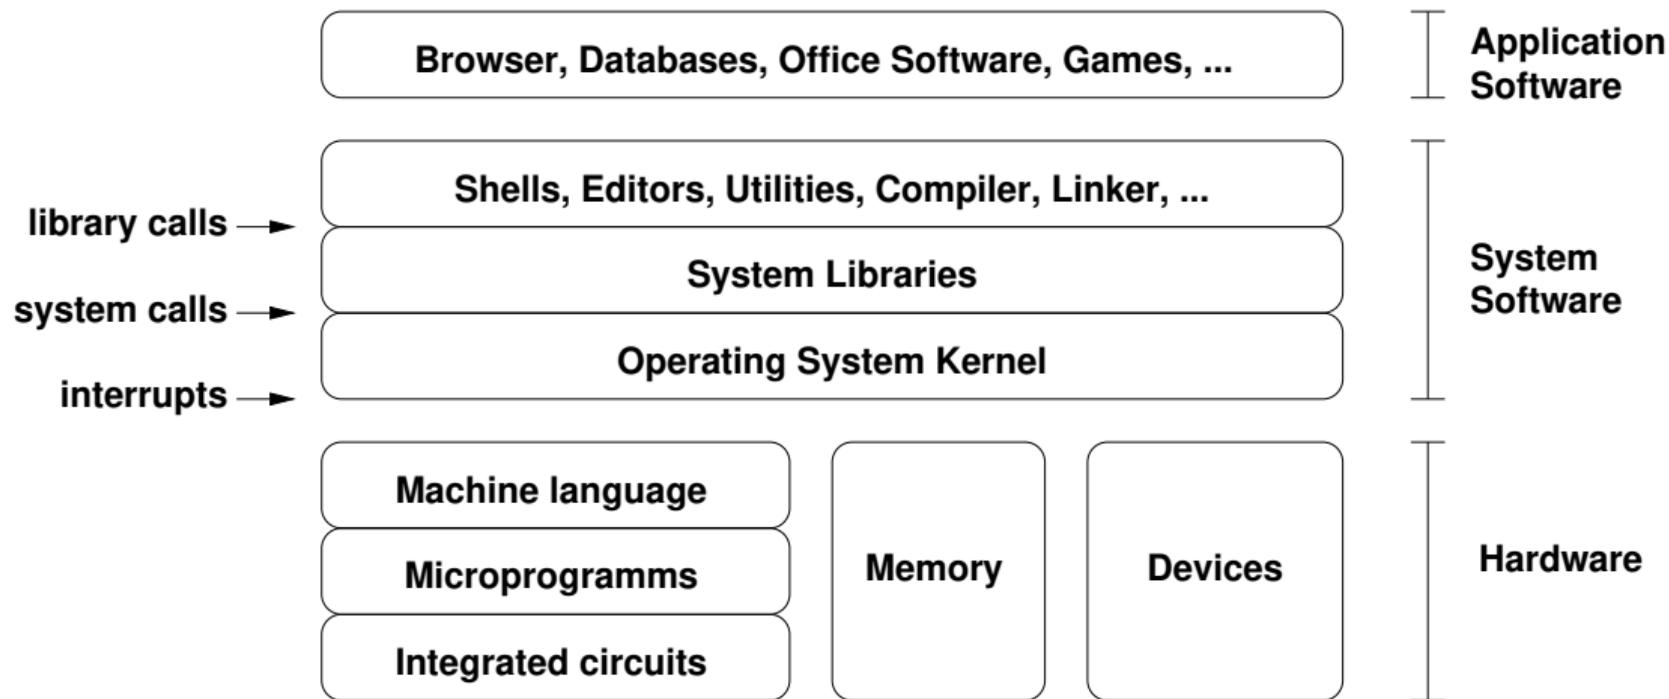 Browser, Databases, Office Software, Games, ...
Application
Software
Shells, Editors, Utilities, Compiler, Linker, ...
library calls
System Libraries
system calls
Operating System Kernel
interrupts
System
Software
Machine language
Microprogramms
Integrated circuits
Memory
Devices
Hardware